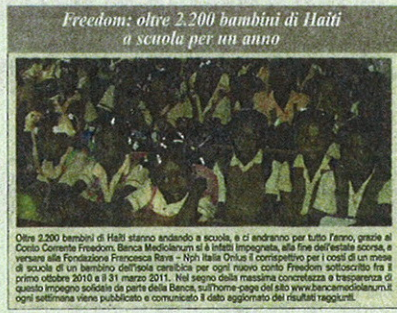 Freedom: oltre 2.200 bambini di Haiti
a scuola per un anno
Oltre 2.200 bambini di Haiti stanno andando a scuola, e ci andranno per tutto l'anno, grazie al
Conto Corrente Freedom. Banca Mediolanum si è infatti impegnata, alla fine dell'estate scorsa, a
versare alla Fondazione Francesca Rava - Nph Italia Onlus il corrispettivo per i costi di un mese
di scuola di un bambino dell'isola caraibica per ogni nuovo conto Freedom sottoscritto fra il
primo ottobre 2010 e il 31 marzo 2011. Nel segno della massima concretezza e trasparenza di
questo impegno solidale da parte della Banca, sull'home-page del sito www.bancamediolanum.it
ogni settimana viene pubblicato e comunicato il dato aggiornato dei risultati raggiunti.